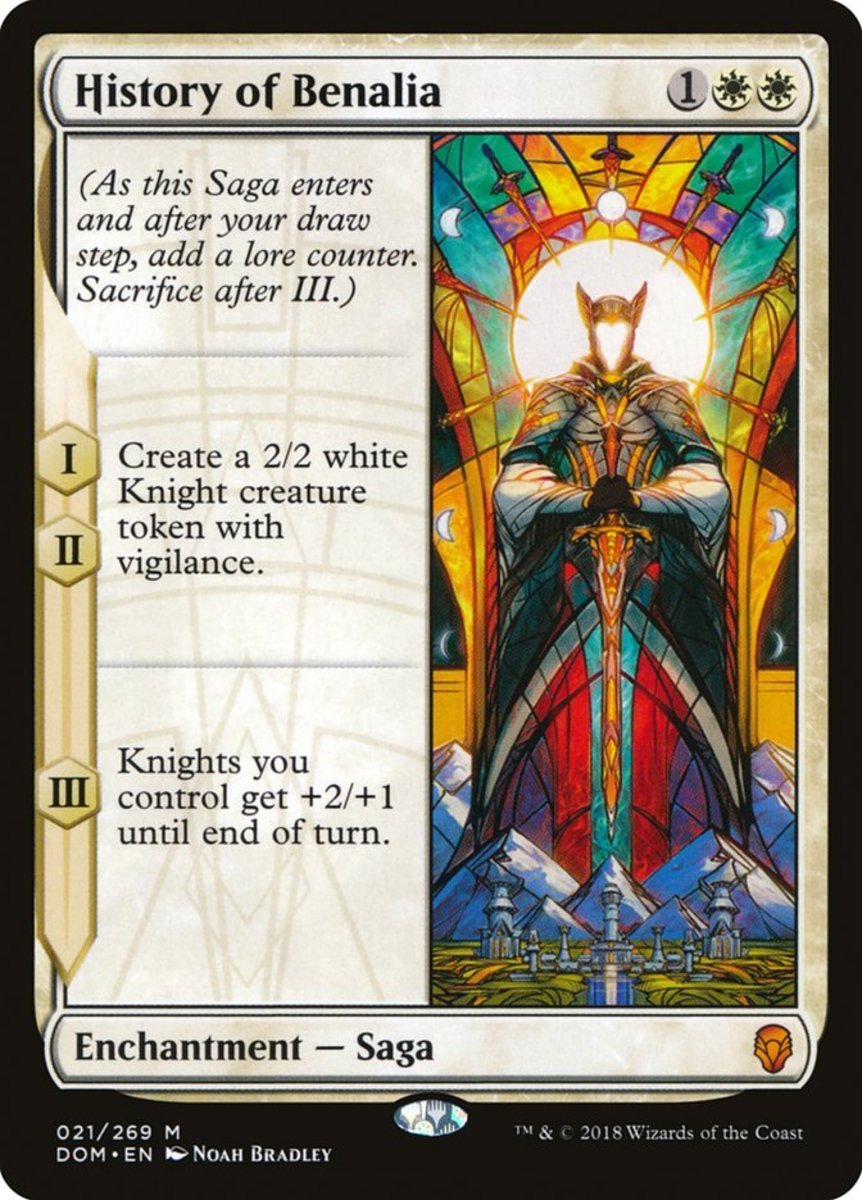 History of Benalia 1
(As this Saga enters
and after your draw
step, add a lore counter.
Sacrifice after III.)
I
II
Create a 2/2 white
Knight creature
token with
vigilance.
III
Knights you
control get +2/+1
until end of turn.
Enchantment — Saga
021/269 M
DOM • EN Noah Bradley
™ & © 2018 Wizards of the Coast